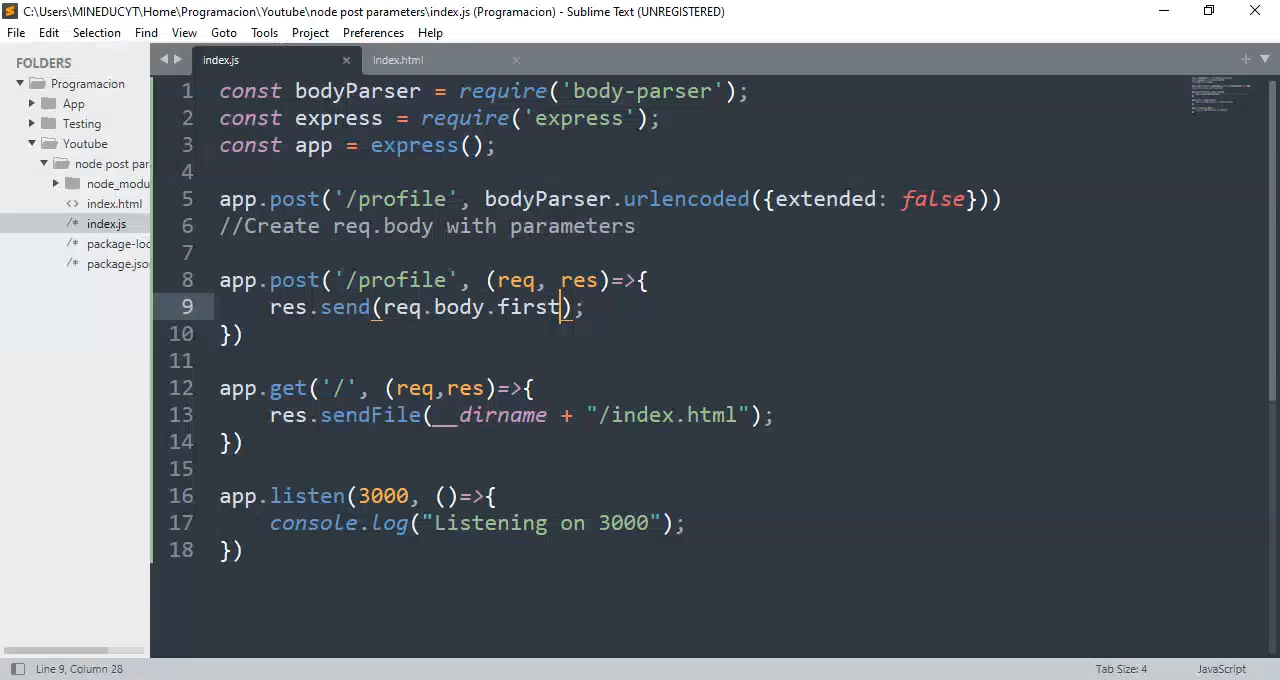 C:\Users\MINEDUCYT\Home\Programacion\Youtube\node post parameters\index.js (Programacion) - Sublime Text (UNREGISTERED)
File Edit Selection Find View Goto Tools Project Preferences Help
FOLDERS
Programacion
App
Testing
Youtube
node post par
node_modu
index.html
index.js
package-loc
package.jso
index.js index.html
1 const bodyParser = require('body-parser');
2 const express = require('express');
3 const app = express();
4
5 app.post('/profile', bodyParser.urlencoded({extended: false}))
6 //Create req.body with parameters
7
8 app.post('/profile', (req, res)=>{
9 res.send(req.body.first);
10 })
11
12 app.get('/', (req,res)=>{
13 res.sendFile(__dirname + "/index.html");
14 })
15
16 app.listen(3000, ()=>{
17 console.log("Listening on 3000");
18 })
Line 9, Column 28 Tab Size: 4 JavaScript